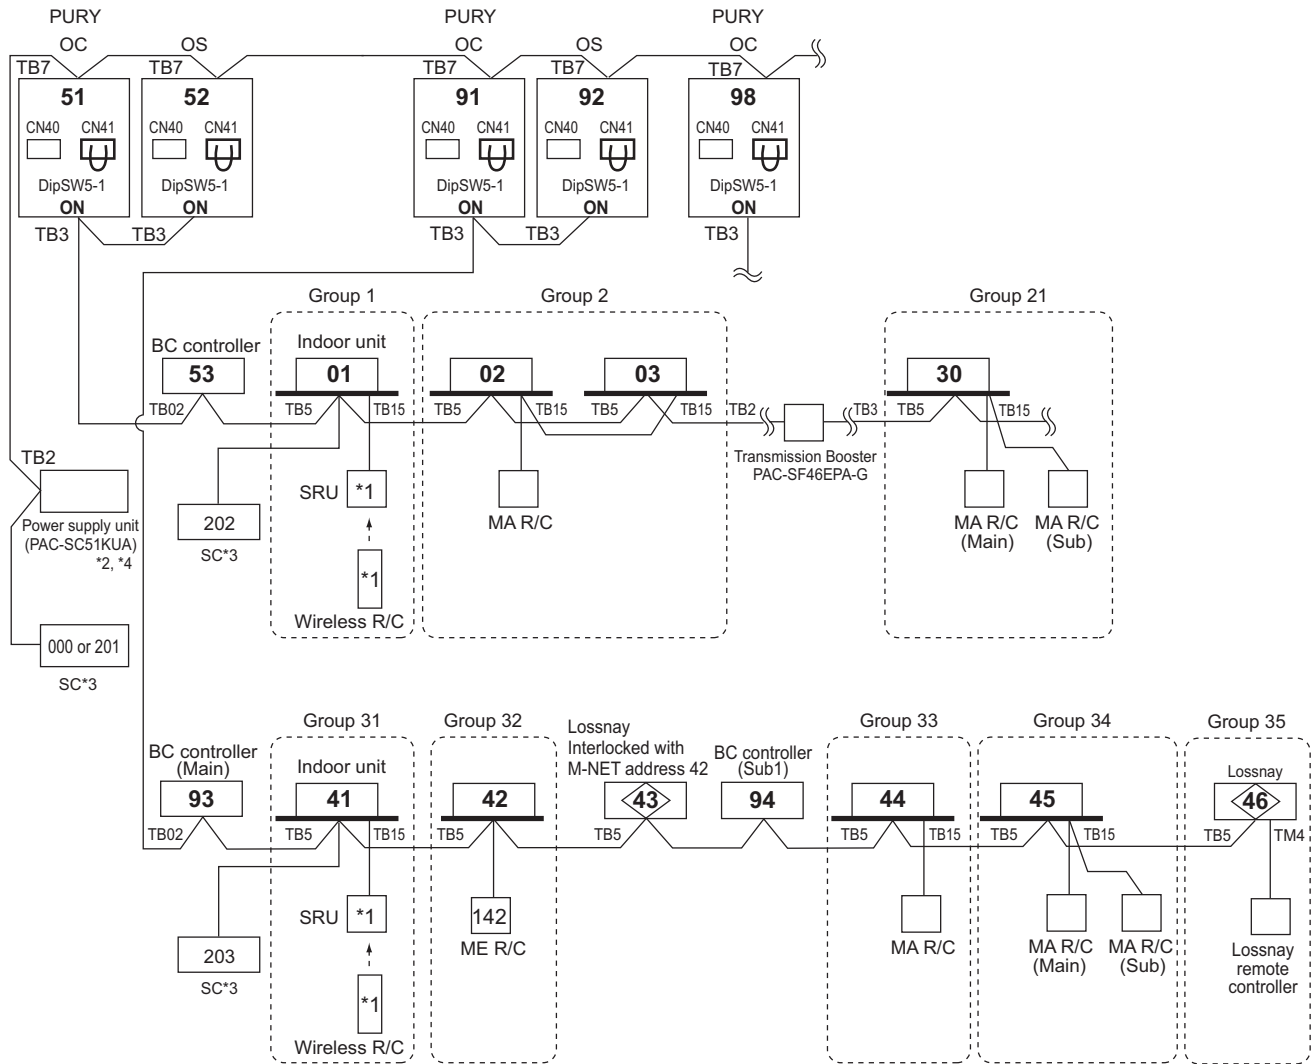 PURY
PURY
PURY
OC
OS
OC
OS
OC
TB7
TB7
TB7
TB7
TB7
51
52
91
92
98
CN40
CN41
CN40
CN41
CN40
CN41
CN40
CN41
CN40
CN41
DipSW5-1
DipSW5-1
DipSW5-1
DipSW5-1
DipSW5-1
ON
ON
ON
ON
ON
TB3
TB3
TB3
TB3
TB3
Group 1
Group 2
Group 21
BC controller
Indoor unit
53
01
02
03
30
TB02
TB5
TB15
TB5
TB15
TB5
TB15
TB2
TB3
TB5
TB15
Transmission Booster
PAC-SF46EPA-G
TB2
Power supply unit
(PAC-SC51KUA)
*2, *4
202
SC*3
SRU
*1
*1
Wireless R/C
MA R/C
MA R/C
(Main)
MA R/C
(Sub)
000 or 201
SC*3
Group 31
Group 32
Lossnay
Interlocked with
M-NET address 42
Group 33
Group 34
Group 35
BC controller
(Main)
Indoor unit
BC controller
(Sub1)
Lossnay
93
41
42
43
94
44
45
46
TB02
TB5
TB15
TB5
TB5
TB5
TB15
TB5
TB15
TB5
TM4
203
SC*3
SRU
*1
*1
Wireless R/C
142
ME R/C
MA R/C
MA R/C
(Main)
MA R/C
(Sub)
Lossnay
remote
controller